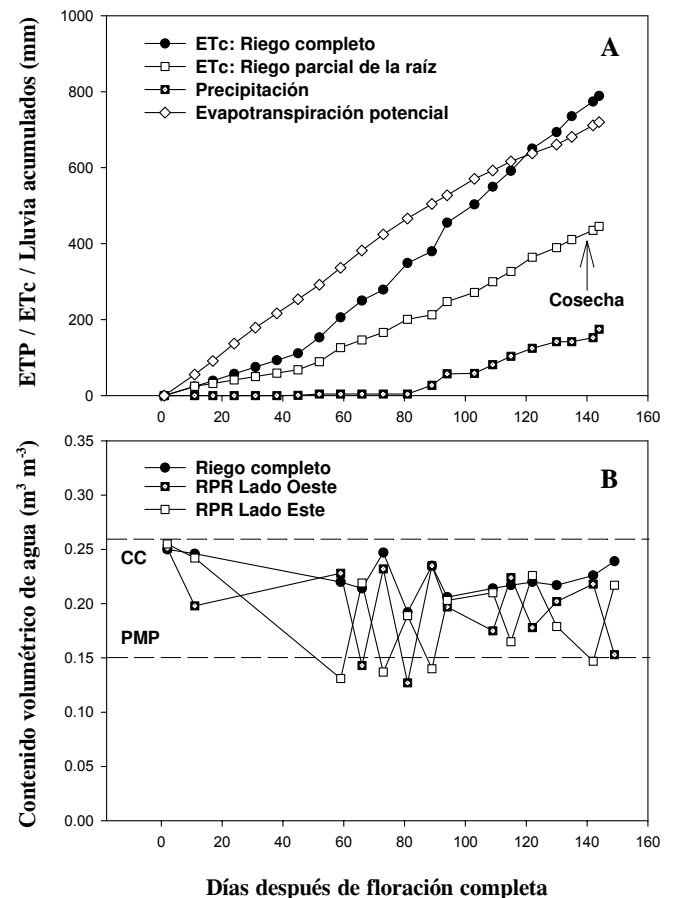 ETP / ETc / Lluvia acumulados (mm)
1000
800
600
400
200
0
ETc: Riego completo
ETc: Riego parcial de la raíz
Precipitación
Evapotranspiración potencial
A
Cosecha
0 20 40 60 80 100 120 140 160
Contenido volumétrico de agua (m³ m⁻³)
0.35
0.30
0.25
0.20
0.15
0.10
0.05
0.00
Riego completo
RPR Lado Oeste
RPR Lado Este
B
CC
PMP
0 20 40 60 80 100 120 140 160
Días después de floración completa